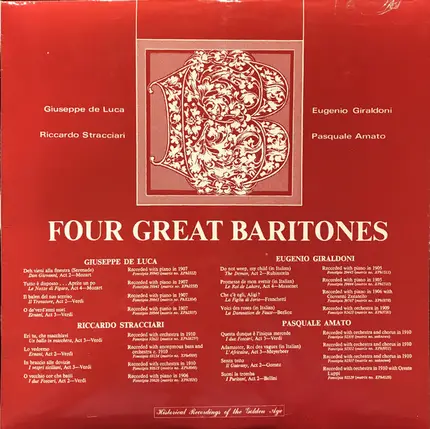 Giuseppe de Luca
Eugenio Giraldoni
Riccardo Stracciari
Pasquale Amato
B
FOUR GREAT BARITONES
GIUSEPPE DE LUCA
Deh vieni alla finestra (Serenade)
Don Giovanni, Act 2—Mozart
Recorded with piano in 1907
Tutto è disposto . . . Aprite un po
Le Nozze di Figaro, Act 4—Mozart
Recorded with piano in 1907
Il balen del suo sorriso
Il Trovatore, Act 2—Verdi
Recorded with piano in 1907
O de'verd'anni miei
Ernani, Act 3—Verdi
Recorded with piano in 1907
RICCARDO STRACCIARI
Eri tu, che macchiavi
Un ballo in maschera, Act 3—Verdi
Recorded with orchestra in 1910
Lo vedremo
Ernani, Act 2—Verdi
Recorded with anonymous bass and
orchestra in 1910
In braccio alle dovizie
I vespri siciliani, Act 3—Verdi
Recorded with orchestra in 1910
O vecchio cor che batti
I due Foscari, Act 2—Verdi
Recorded with piano in 1906
EUGENIO GIRALDONI
Do not weep, my child (in Italian)
The Demon, Act 2—Rubinstein
Recorded with piano in
Promesse de mon avenir (in Italian)
Le Roi de Lahore, Act 4—Massenet
Recorded with piano in
Che c'è egli, Aligi?
La Figlia di Jorio—Franchetti
Recorded with piano in 1906 with
Giovanni Zenatello
Voici des roses (in Italian)
La Damnation de Faust—Berlioz
Recorded with orchestra in 1909
PASQUALE AMATO
Questa dunque è l'iniqua mercede
I due Foscari, Act 3—Verdi
Recorded with orchestra and chorus in 1910
Adamastor, Roi des vagues (in Italian)
L'Africaine, Act 3—Meyerbeer
Recorded with orchestra and chorus in 1910
Senza tetto
Il Guarany, Act 2—Gomez
Recorded with orchestra and chorus in 1910
Suoni la tromba
I Puritani, Act 2—Bellini
Recorded with orchestra in 1910 with Oreste
Luppi
Historical Recordings of the Golden Age